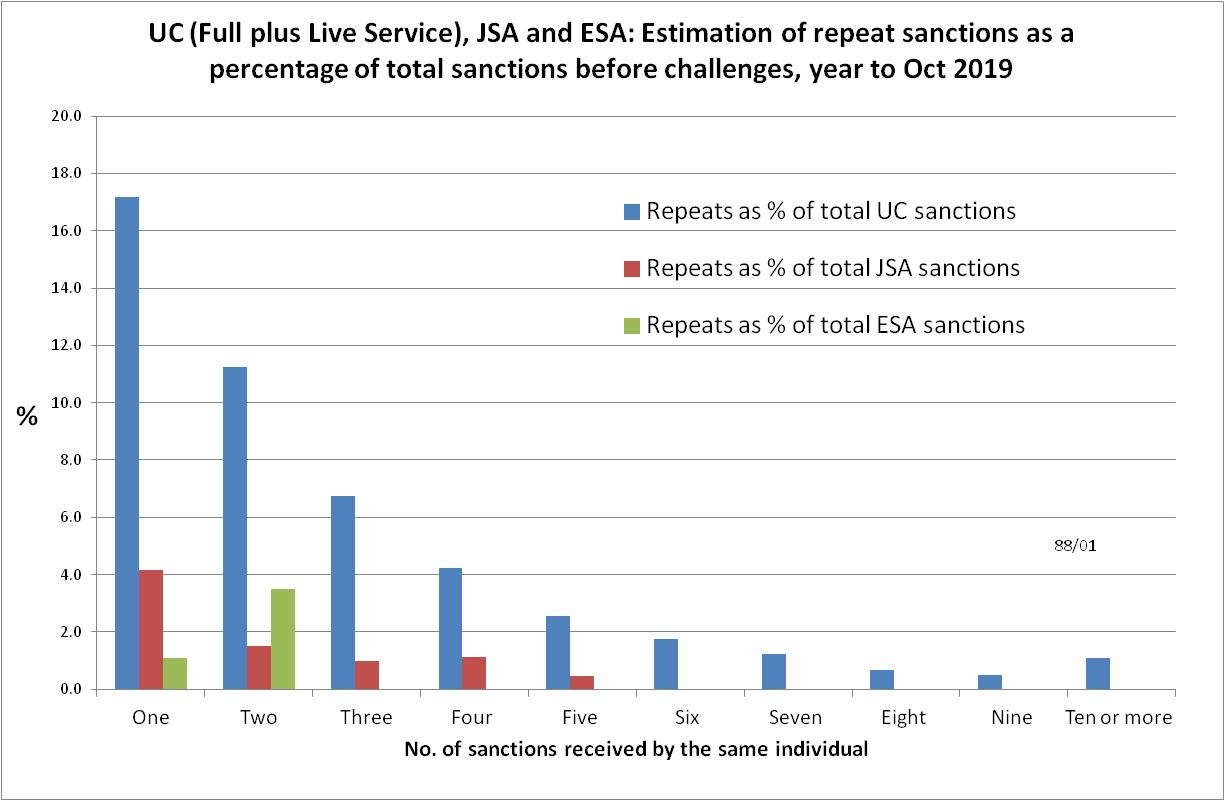 UC (Full plus Live Service), JSA and ESA: Estimation of repeat sanctions as a
percentage of total sanctions before challenges, year to Oct 2019
20.0
18.0
16.0
14.0
12.0
10.0
8.0
6.0
4.0
2.0
0.0
%
Repeats as % of total UC sanctions
Repeats as % of total JSA sanctions
Repeats as % of total ESA sanctions
88/01
One Two Three Four Five Six Seven Eight Nine Ten or more
No. of sanctions received by the same individual